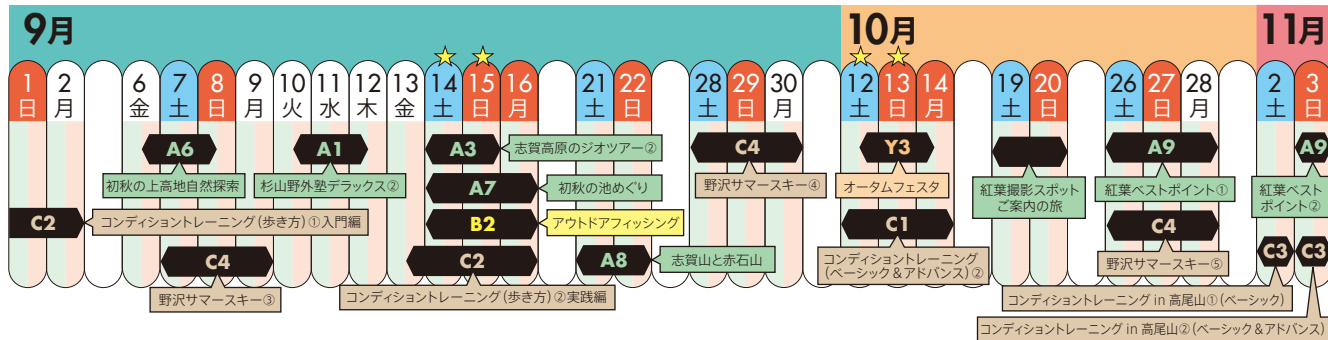 9月
10月
11月
1 2 6 7 8 9 10 11 12 13 14 15 16 21 22 28 29 30 12 13 14 19 20 26 27 28 2 3
日 月 金 土 日 月 火 水 木 金 土 日 月 土 日 土 日 月 土 日 月 土 日 土 日 月 土 日
A6
初秋の上高地自然探索
A1
杉山野外塾デラックス②
A3
志賀高原のジオツアー②
C4
野沢サマースキー④
Y3
オータムフェスタ
紅葉撮影スポット
ご案内の旅
A9
紅葉ベストポイント①
A9
紅葉ベスト
ポイント②
A7
初秋の池めぐり
C2
コンディショントレーニング(歩き方)①入門編
B2
アウトドアフィッシング
C1
コンディショントレーニング
(ベーシック&アドバンス)②
C4
野沢サマースキー⑤
C4
野沢サマースキー③
C2
コンディショントレーニング(歩き方)②実践編
A8
志賀山と赤石山
C3
コンディショントレーニング in 高尾山①(ベーシック)
C3
コンディショントレーニング in 高尾山②(ベーシック&アドバンス)